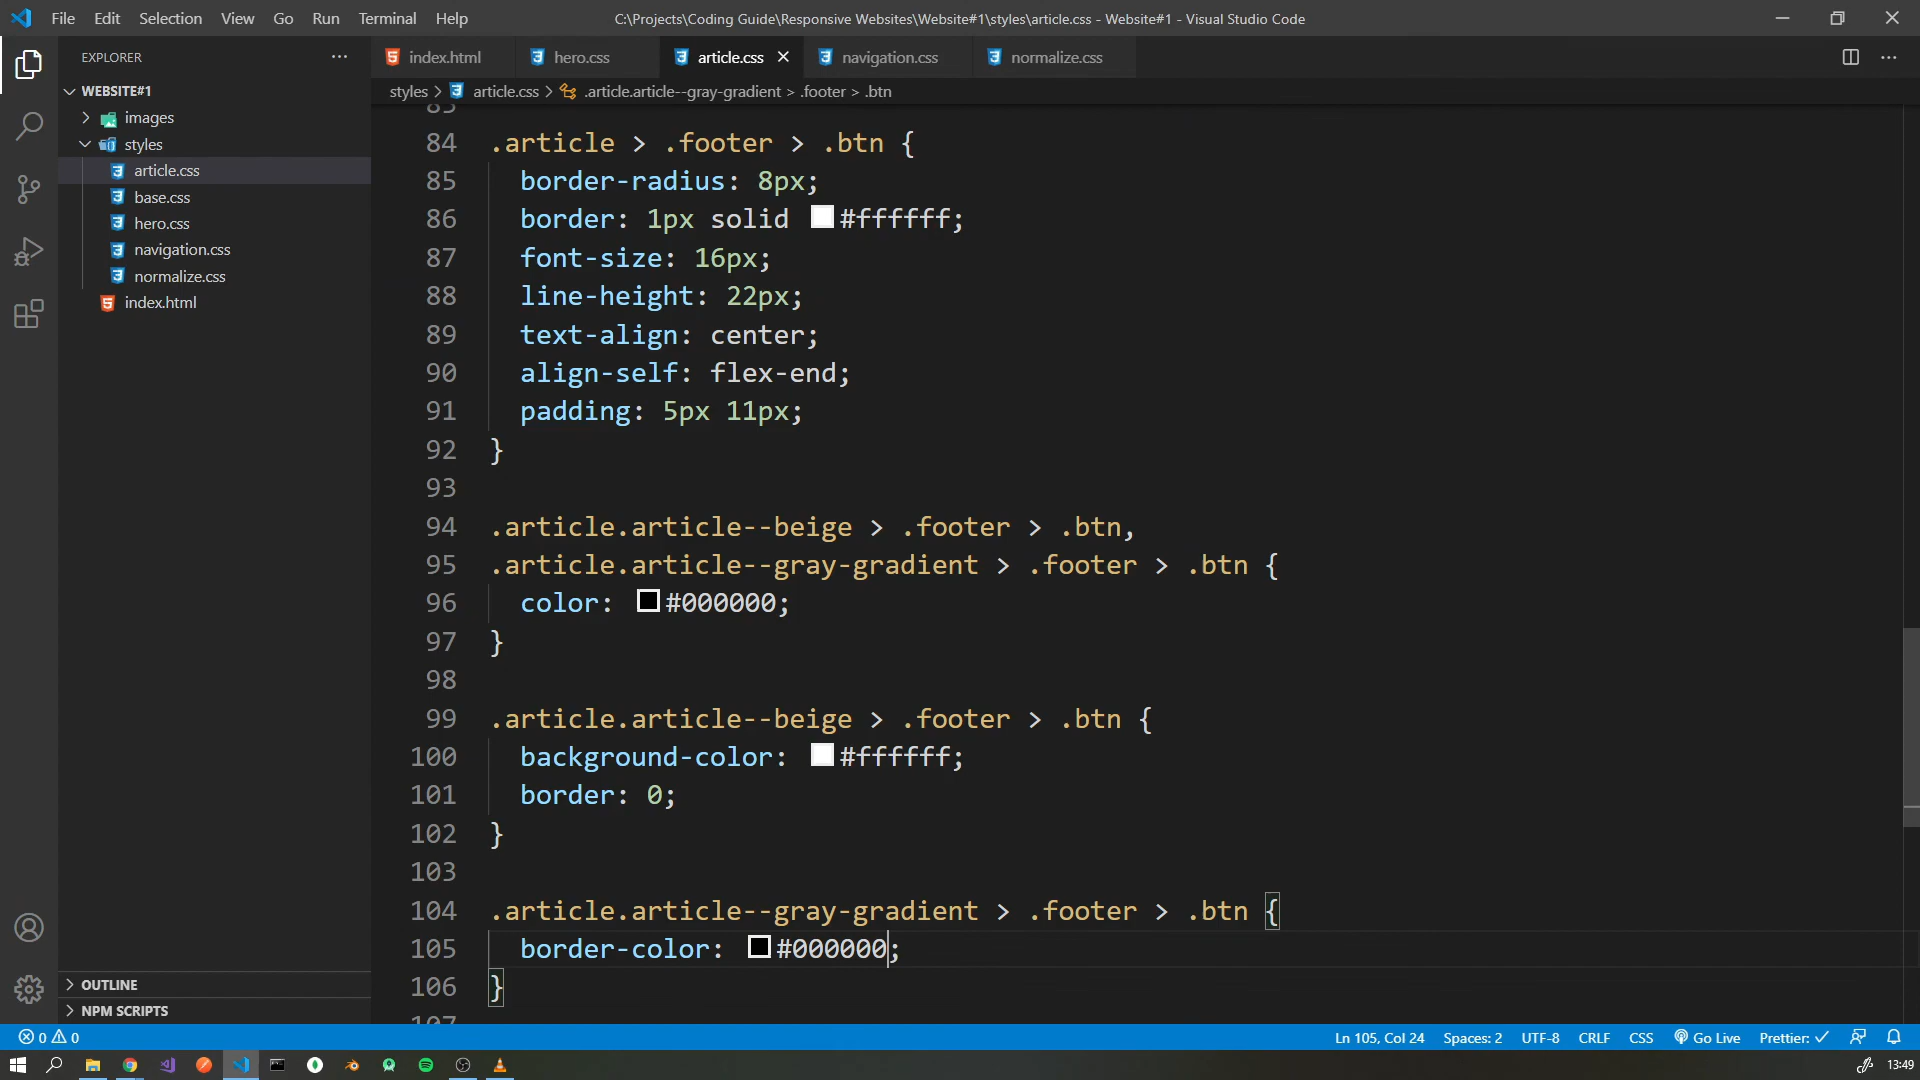 File Edit Selection View Go Run Terminal Help
C:\Projects\Coding Guide\Responsive Websites\Website#1\styles\article.css - Website#1 - Visual Studio Code
EXPLORER
index.html
hero.css
article.css
navigation.css
normalize.css
WEBSITE#1
styles > article.css > .article.article--gray-gradient > .footer > .btn
images
styles
article.css
base.css
hero.css
navigation.css
normalize.css
index.html
OUTLINE
NPM SCRIPTS
84 .article > .footer > .btn {
85 border-radius: 8px;
86 border: 1px solid #ffffff;
87 font-size: 16px;
88 line-height: 22px;
89 text-align: center;
90 align-self: flex-end;
91 padding: 5px 11px;
92 }
93
94 .article.article--beige > .footer > .btn,
95 .article.article--gray-gradient > .footer > .btn {
96 color: #000000;
97 }
98
99 .article.article--beige > .footer > .btn {
100 background-color: #ffffff;
101 border: 0;
102 }
103
104 .article.article--gray-gradient > .footer > .btn {
105 border-color: #000000;
106 }
0 0
Ln 105, Col 24 Spaces: 2 UTF-8 CRLF CSS Go Live Prettier: ✓
13:49